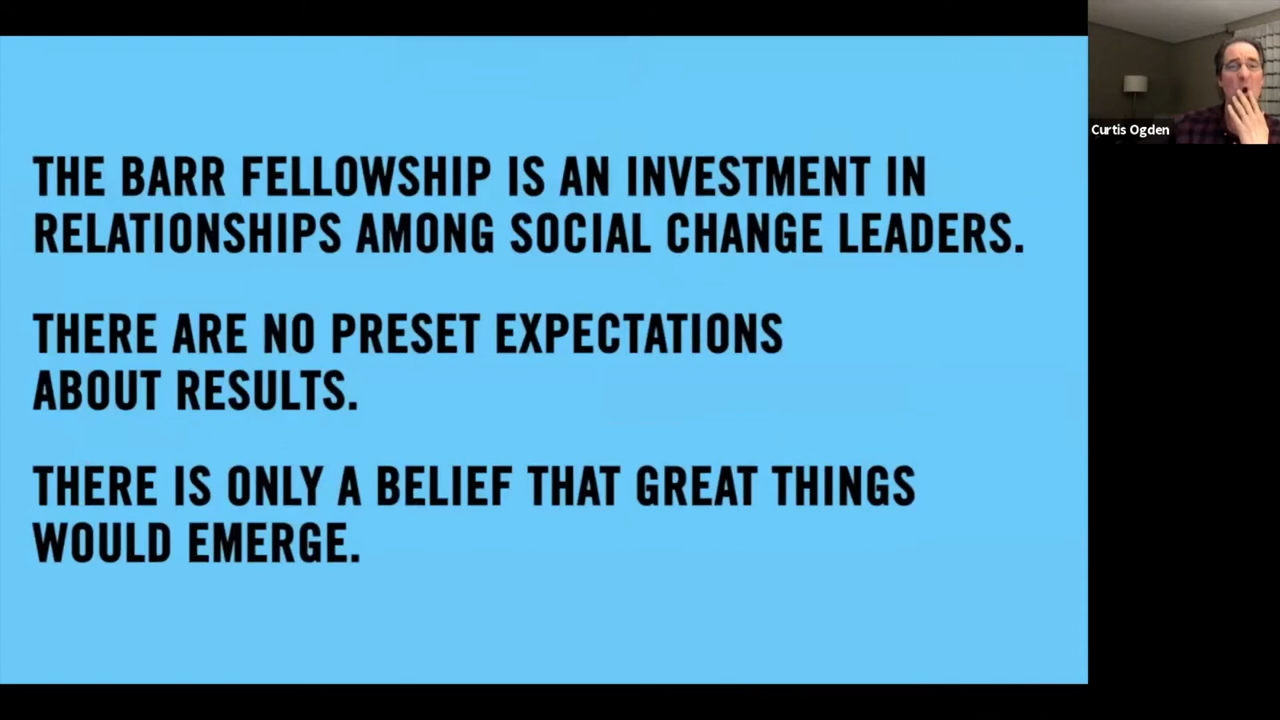 THE BARR FELLOWSHIP IS AN INVESTMENT IN
RELATIONSHIPS AMONG SOCIAL CHANGE LEADERS.
THERE ARE NO PRESET EXPECTATIONS
ABOUT RESULTS.
THERE IS ONLY A BELIEF THAT GREAT THINGS
WOULD EMERGE.
Curtis Ogden